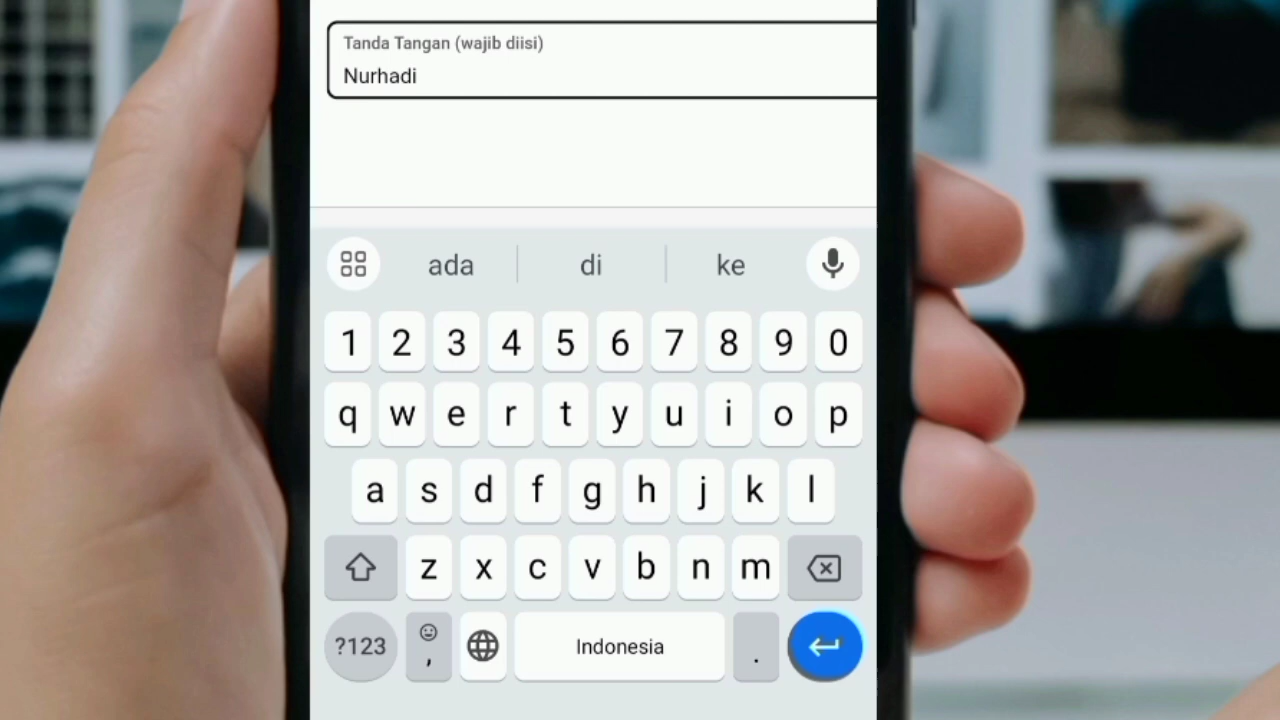 Tanda Tangan (wajib diisi)
Nurhadi
ada di ke
1 2 3 4 5 6 7 8 9 0
q w e r t y u i o p
a s d f g h j k l
z x c v b n m
?123 , Indonesia .